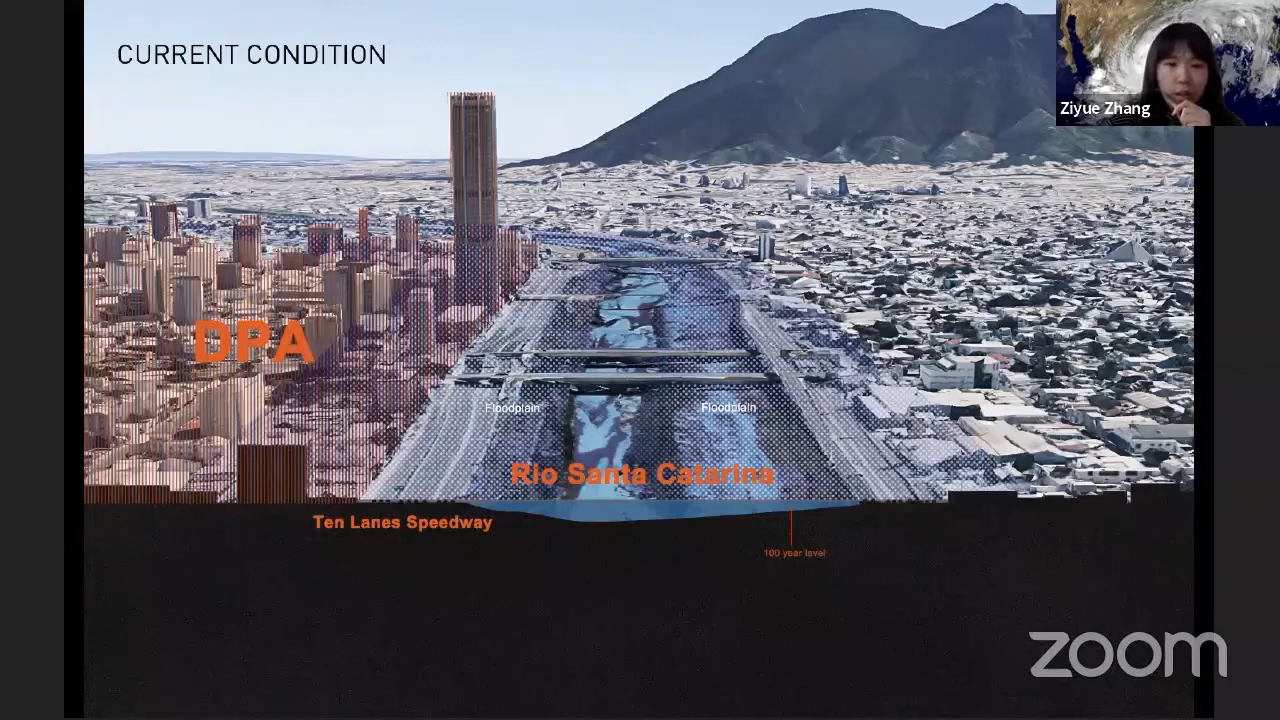 CURRENT CONDITION
Ziyue Zhang
DPA
Floodplain
Floodplain
Rio Santa Catarina
Ten Lanes Speedway
100 year level
zoom